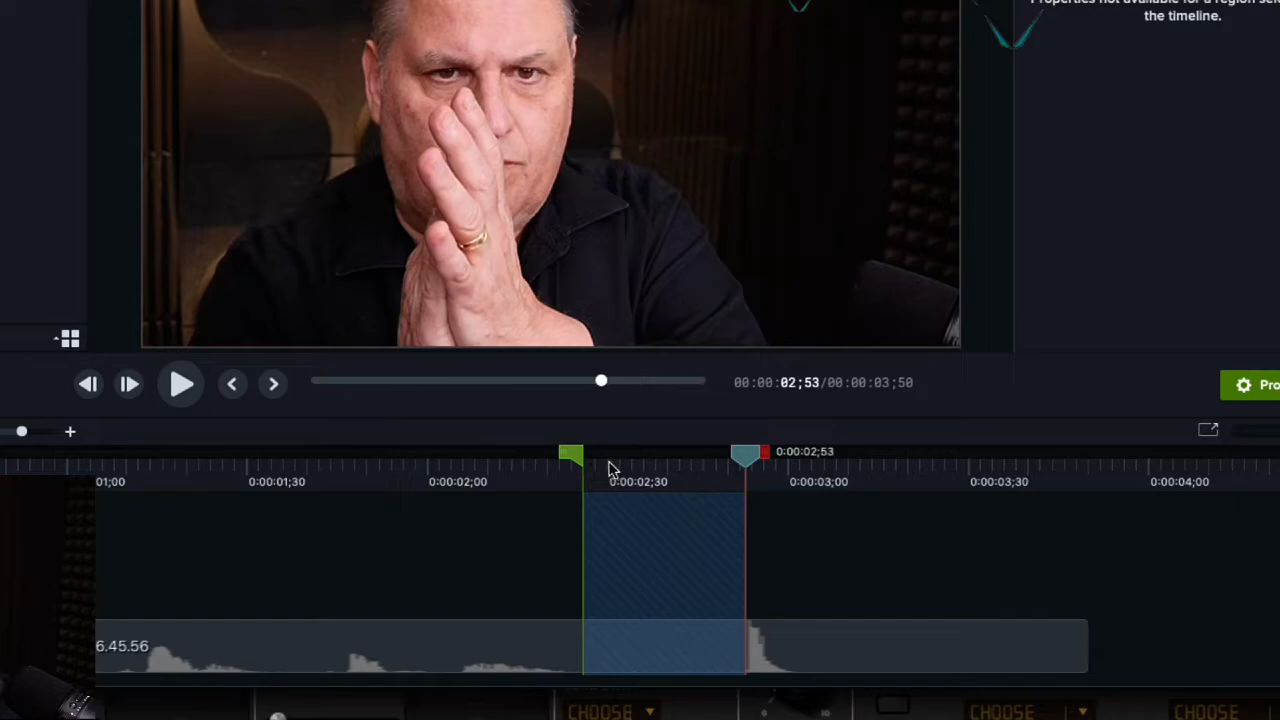 Properties not available for a region
the timeline.
00:00:02;53/00:00:03;50
Pro
0:00:02;53
01;00
0:00:01;30
0:00:02;00
0:00:02;30
0:00:03;00
0:00:03;30
0:00:04;00
6.45.56
CHOOSE
0
10
CHOOSE
CHOOSE